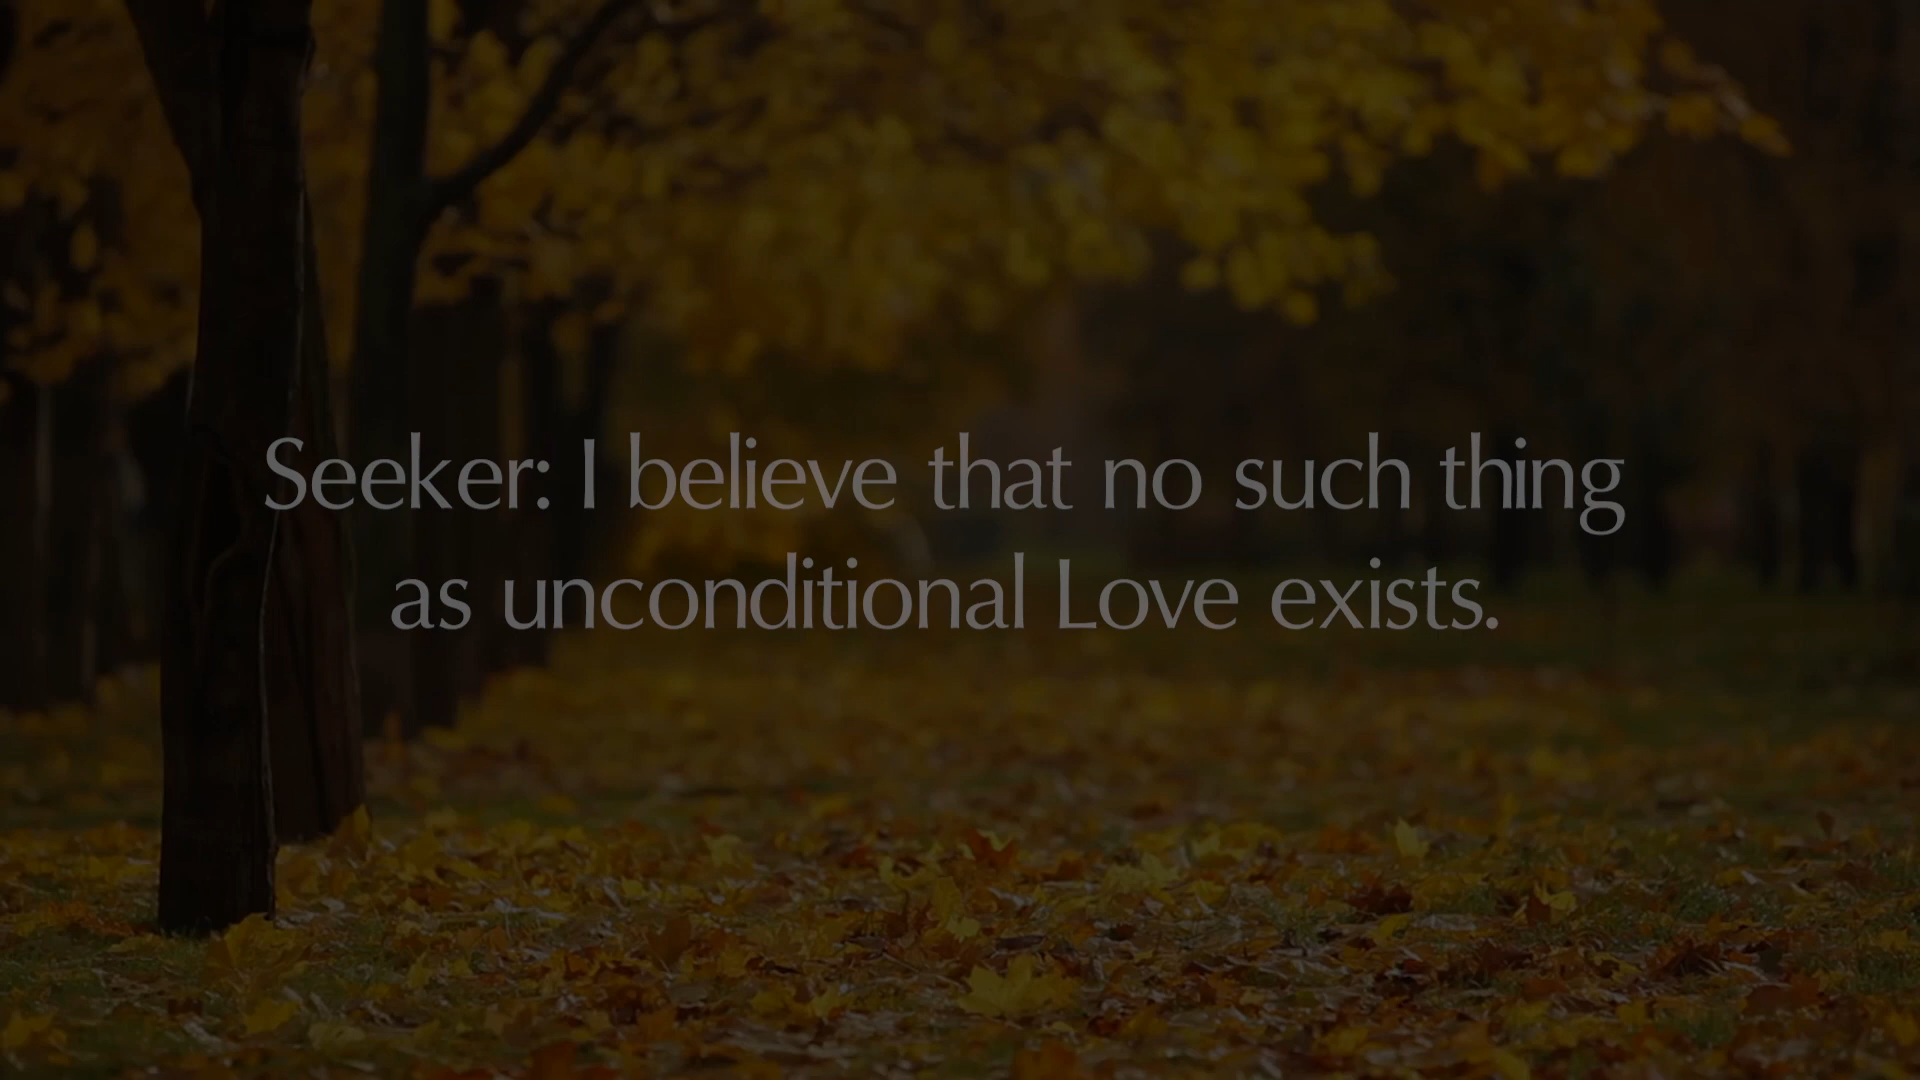 Seeker: I believe that no such thing
as unconditional Love exists.